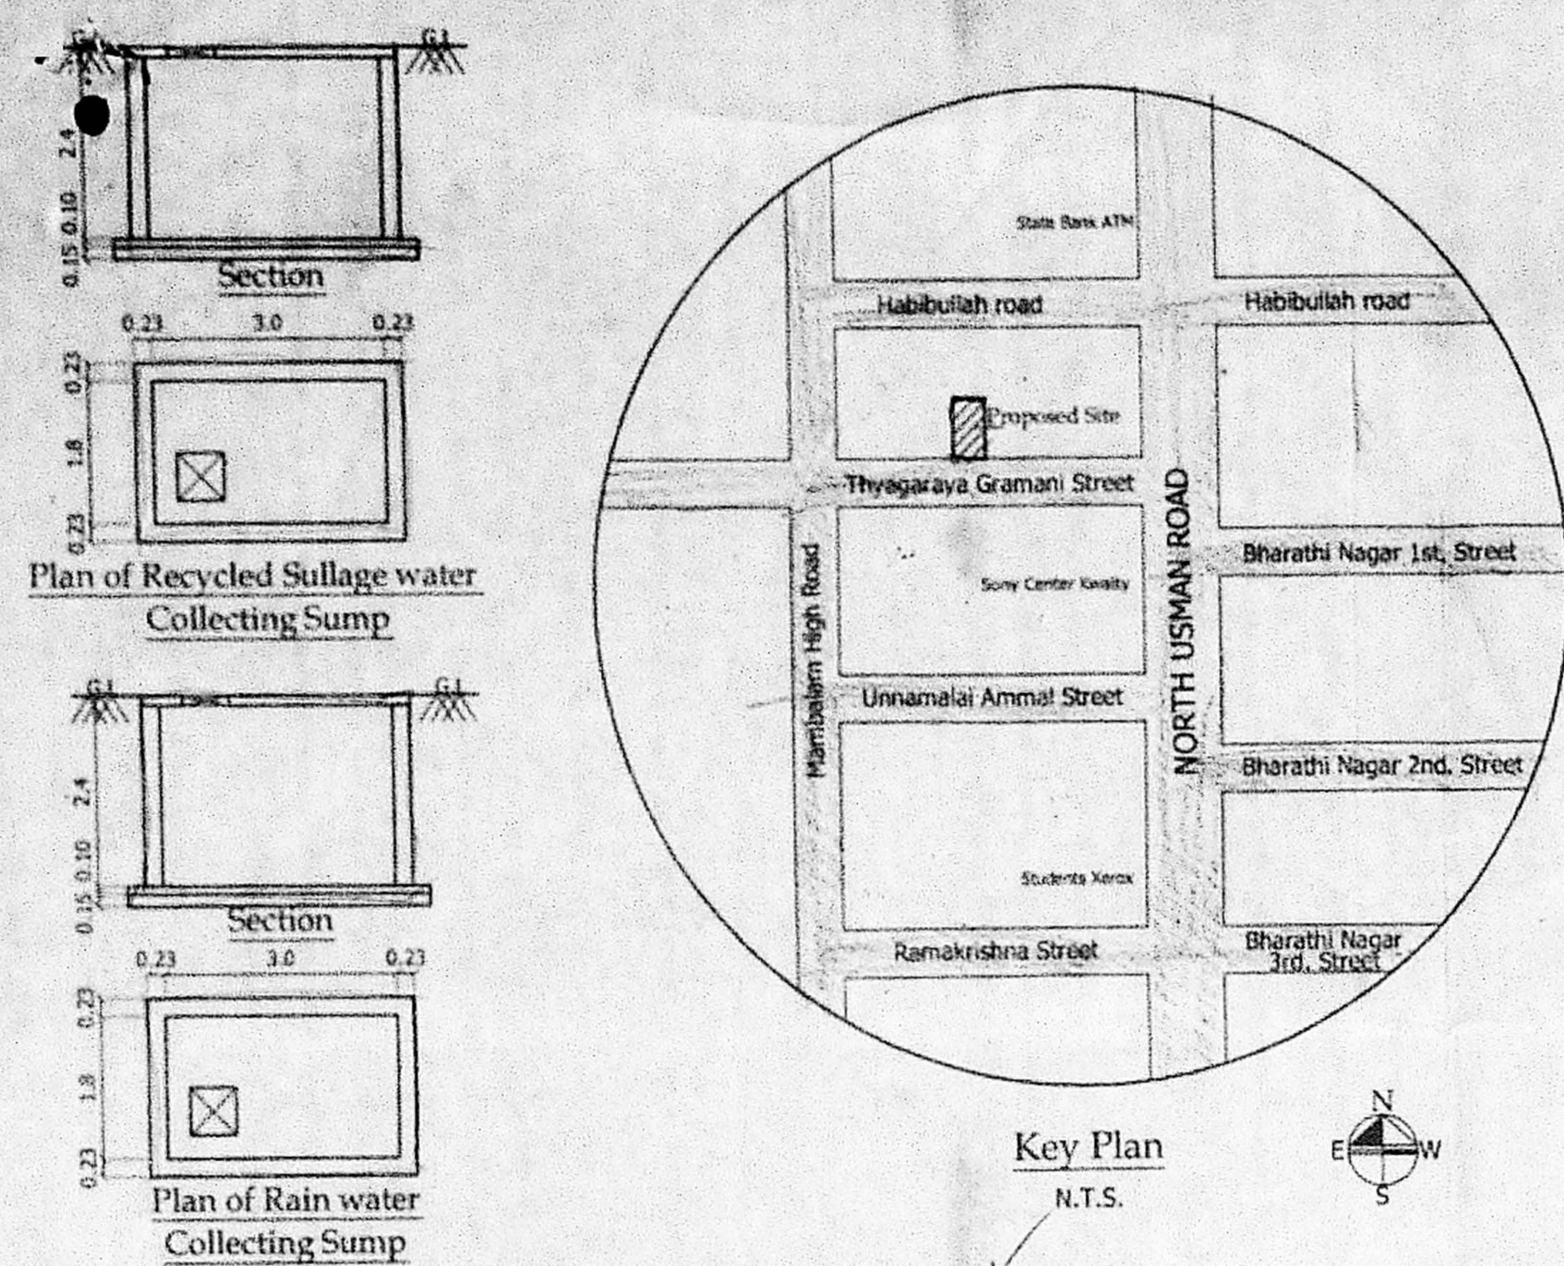 G.L
G.L
2.4
0.10
0.15
Section
0.23 3.0 0.23
0.23
1.8
0.23
Plan of Recycled Sullage water
Collecting Sump
G.L
G.L
2.4
0.10
0.15
Section
0.23 3.0 0.23
0.23
1.8
0.23
Plan of Rain water
Collecting Sump
State Bank ATM
Habibullah road
Habibullah road
Proposed Site
Thyagaraya Gramani Street
NORTH USMAN ROAD
Mambalam High Road
Bharathi Nagar 1st. Street
Sony Center Kwality
Unnamalai Ammal Street
Bharathi Nagar 2nd. Street
Students Xerox
Ramakrishna Street
Bharathi Nagar
3rd. Street
Key Plan
N.T.S.
N
E W
S